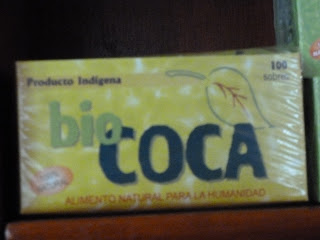 Producto Indígena
100
bio
COCA
ALIMENTO NATURAL PARA LA HUMANIDAD